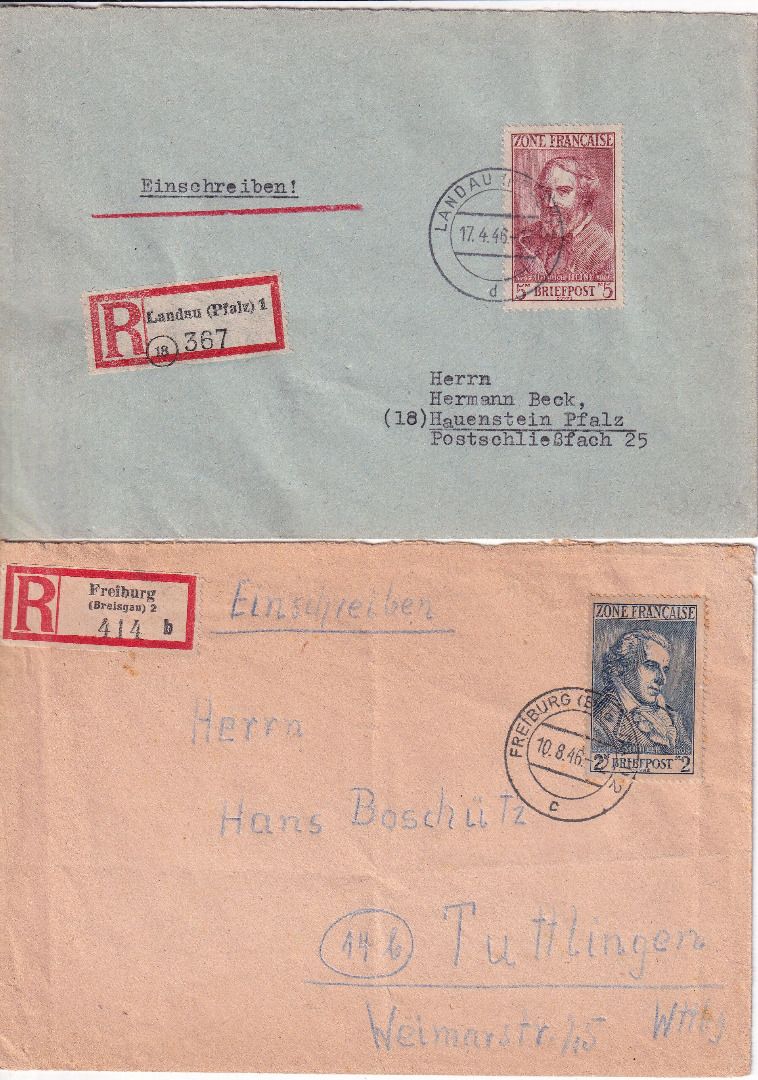 Einschreiben!
ZONE FRANÇAISE
HEINE
5 BRIEFPOST 5
LANDAU
17.4.46
d
R Landau (Pfalz) 1
18 367
Herrn
Hermann Beck,
(18) Hauenstein Pfalz
Postschließfach 25
R Freiburg
(Breisgau) 2
414 b
Einschreiben
ZONE FRANÇAISE
2 BRIEFPOST 2
FREIBURG
10.8.46
2
c
Herrn
Hans Boschütz
14b Tuttlingen
Weimarstr. 15